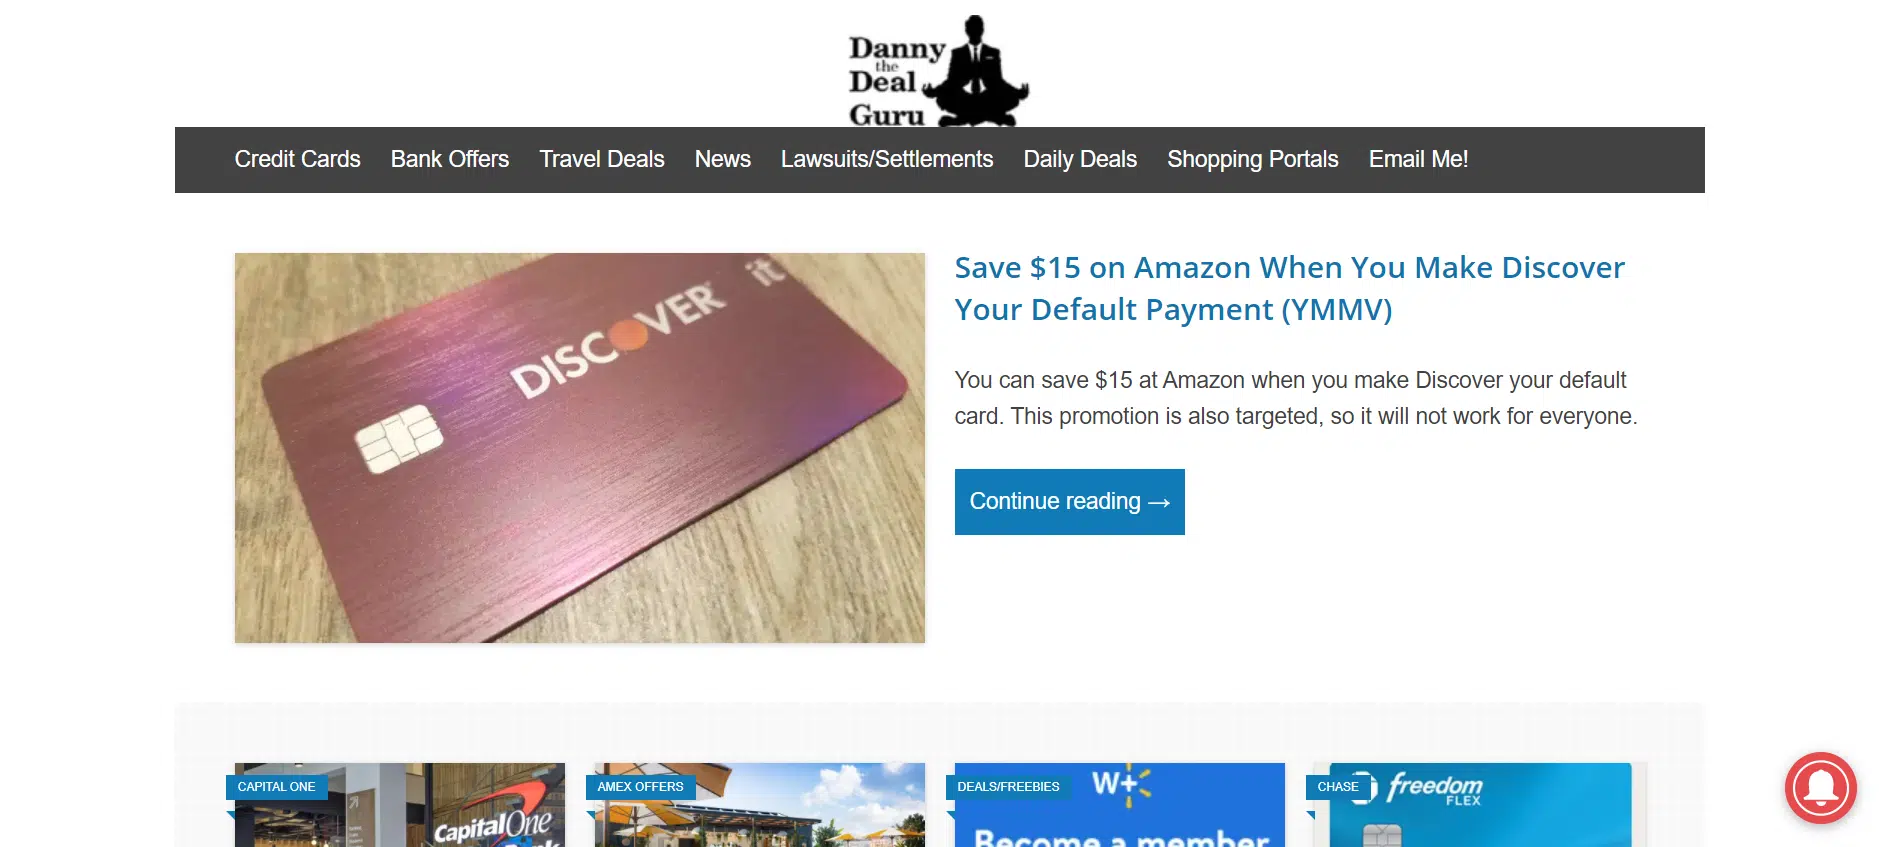 Danny
the
Deal
Guru
Credit Cards Bank Offers Travel Deals News Lawsuits/Settlements Daily Deals Shopping Portals Email Me!
DISCOVER it
Save $15 on Amazon When You Make Discover
Your Default Payment (YMMV)
You can save $15 at Amazon when you make Discover your default
card. This promotion is also targeted, so it will not work for everyone.
Continue reading →
CAPITAL ONE
CapitalOne
Bank
AMEX OFFERS
DEALS/FREEBIES
W+
Become a member
CHASE
freedom
FLEX